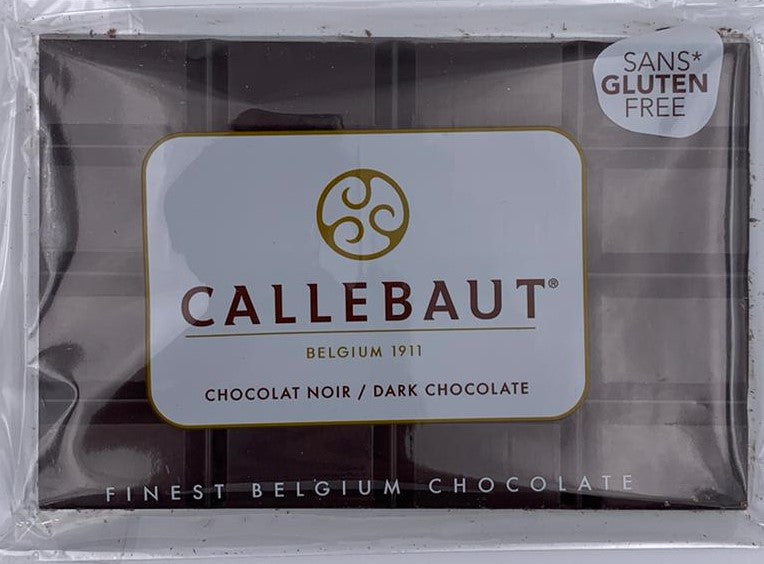 SANS*
GLUTEN
FREE
CALLEBAUT®
BELGIUM 1911
CHOCOLAT NOIR / DARK CHOCOLATE
FINEST BELGIUM CHOCOLATE